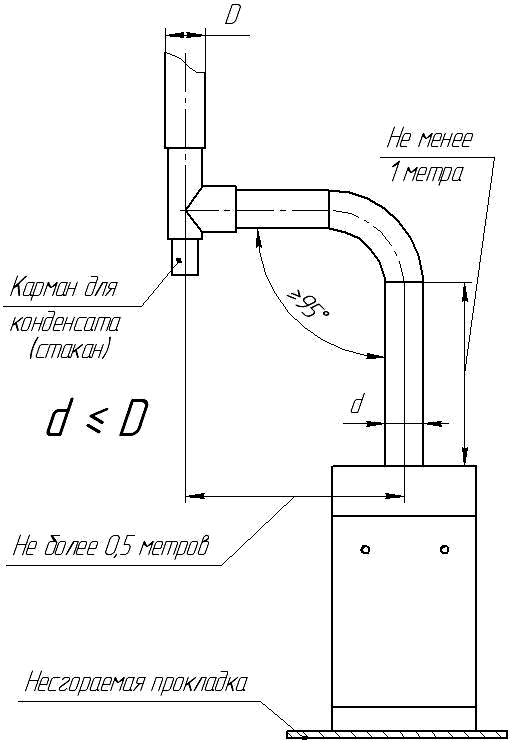 D
Не менее
1 метра
Карман для
конденсата
(стакан)
≥95°
d ≤ D
d
Не более 0,5 метров
Несгораемая прокладка